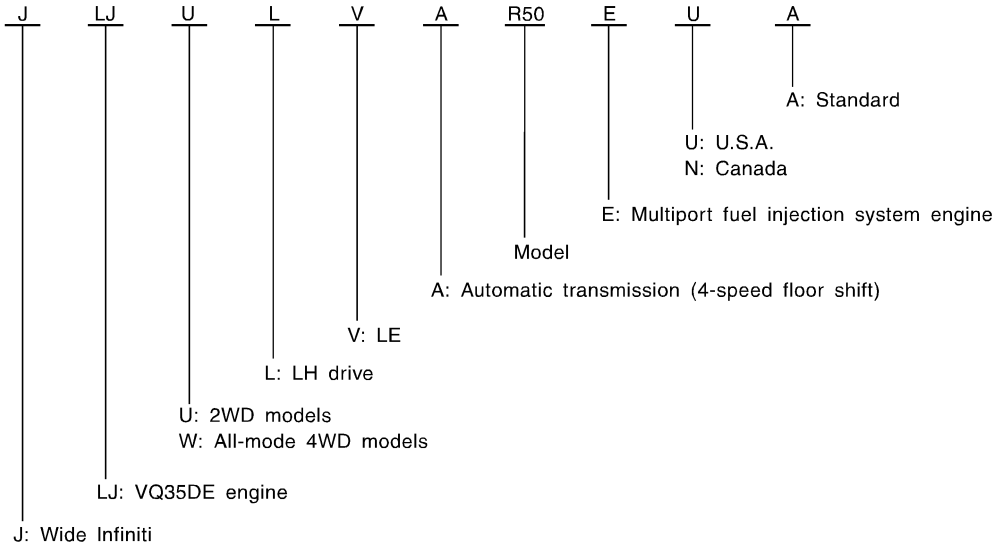 J LJ U L V A R50 E U A
A: Standard
U: U.S.A.
N: Canada
E: Multiport fuel injection system engine
Model
A: Automatic transmission (4-speed floor shift)
V: LE
L: LH drive
U: 2WD models
W: All-mode 4WD models
LJ: VQ35DE engine
J: Wide Infiniti